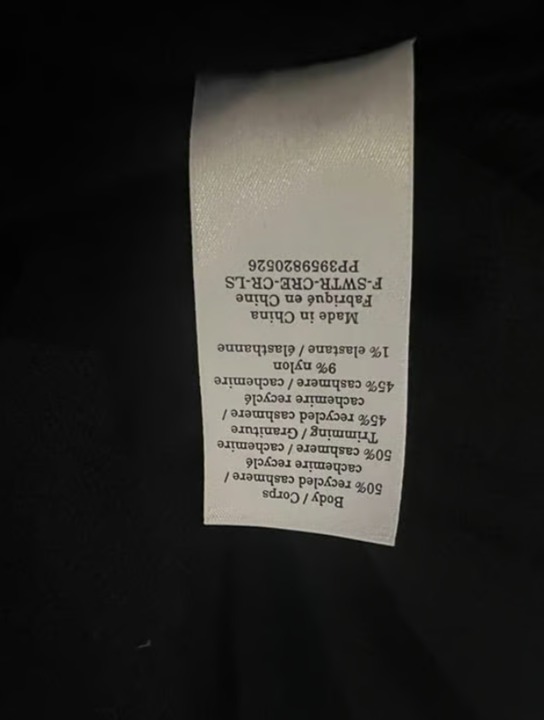 Body / Corps
50% recycled cashmere /
cachemire recyclé
50% cashmere / cachemire
Trimming / Graniture
45% recycled cashmere /
cachemire recyclé
45% cashmere / cachemire
9% nylon
1% elastane / élasthanne
Made in China
Fabriqué en Chine
F-SWTR-CRE-CR-LS
PP39598205​26